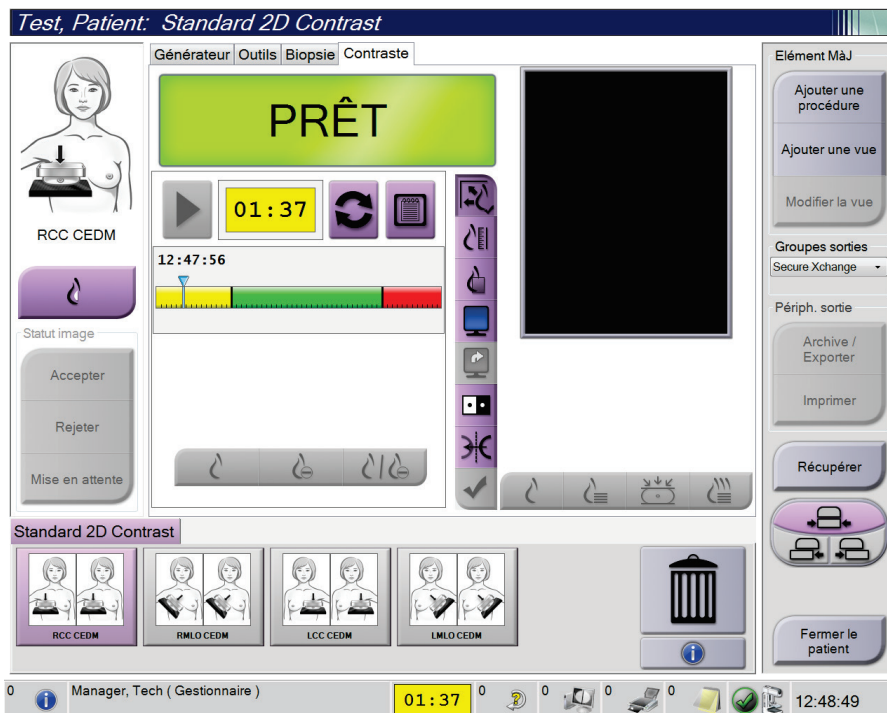 Test, Patient: Standard 2D Contrast
Générateur
Outils
Biopsie
Contraste
PRÊT
01:37
12:47:56
RCC CEDM
Statut image
Accepter
Rejeter
Mise en attente
Elément MàJ
Ajouter une
procédure
Ajouter une vue
Modifier la vue
Groupes sorties
Secure Xchange
Périph. sortie
Archive /
Exporter
Imprimer
Récupérer
Fermer le
patient
Standard 2D Contrast
RCC CEDM
RMLO CEDM
LCC CEDM
LMLO CEDM
0
Manager, Tech ( Gestionnaire )
01:37
0
0
0
0
12:48:49